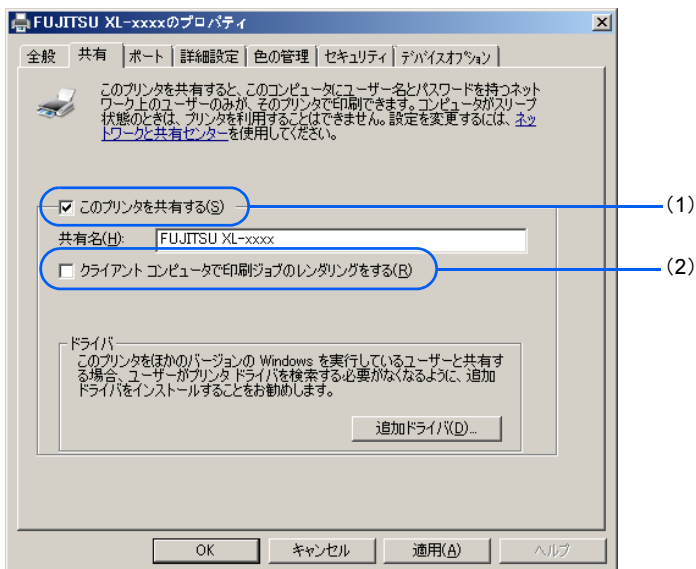 FUJITSU XL-xxxxのプロパティ
全般 共有 ポート 詳細設定 色の管理 セキュリティ デバイスオプション
このプリンタを共有すると、このコンピュータにユーザー名とパスワードを持つネット
ワーク上のユーザーのみが、そのプリンタで印刷できます。コンピュータがスリープ
状態のときは、プリンタを利用することはできません。設定を変更するには、ネッ
トワークと共有センターを使用してください。
このプリンタを共有する(S) (1)
共有名(H): FUJITSU XL-xxxx
クライアント コンピュータで印刷ジョブのレンダリングをする(R) (2)
ドライバ
このプリンタをほかのバージョンの Windows を実行しているユーザーと共有す
る場合、ユーザーがプリンタ ドライバを検索する必要がなくなるように、追加
ドライバをインストールすることをお勧めします。
追加ドライバ(D)...
OK キャンセル 適用(A) ヘルプ